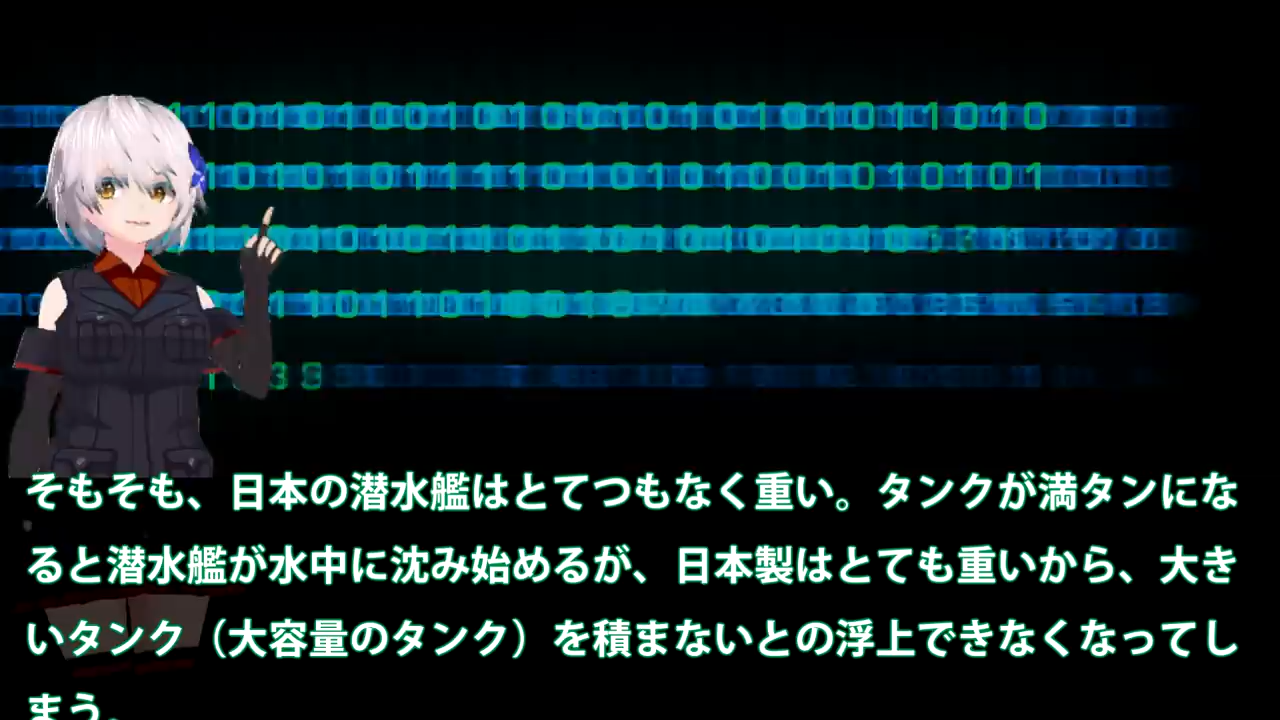 そもそも、日本の潜水艦はとてつもなく重い。タンクが満タンにな
ると潜水艦が水中に沈み始めるが、日本製はとても重いから、大き
いタンク（大容量のタンク）を積まないとの浮上できなくなってし
まう。